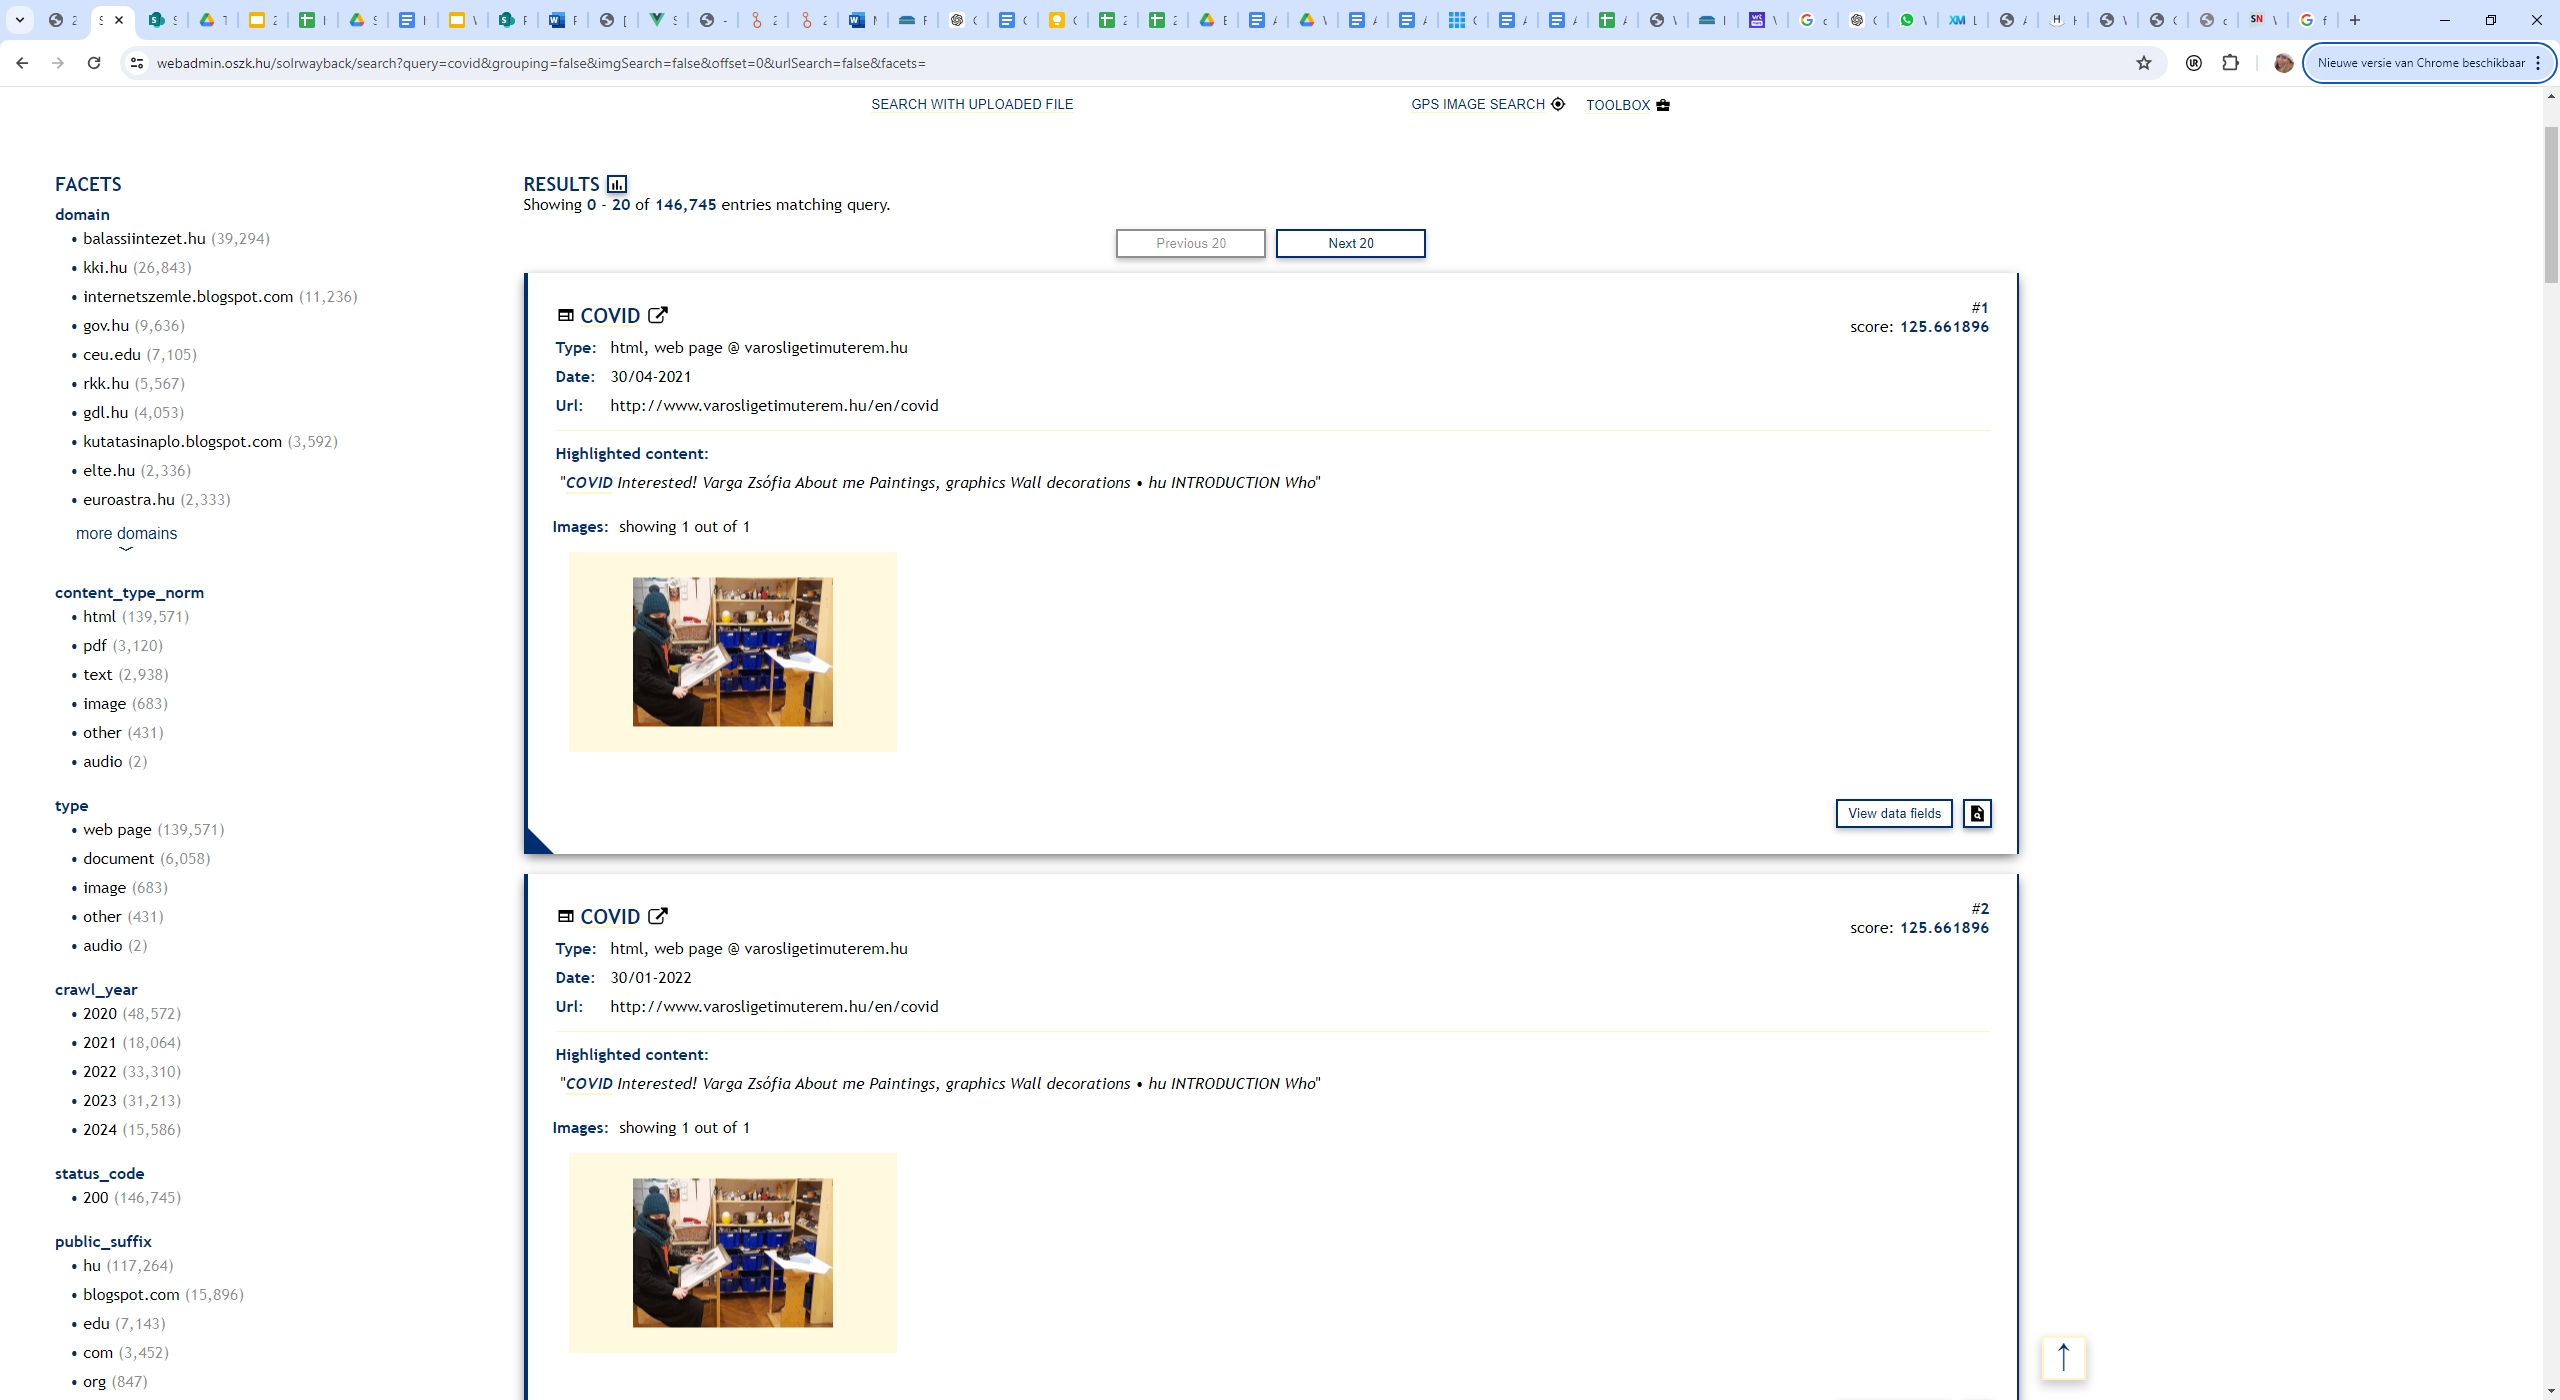 webadmin.oszk.hu/solrwayback/search?query=covid&grouping=false&imgSearch=false&offset=0&urlSearch=false&facets=
Nieuwe versie van Chrome beschikbaar
SEARCH WITH UPLOADED FILE
GPS IMAGE SEARCH
TOOLBOX
FACETS
domain
• balassiintezet.hu (39,294)
• kki.hu (26,843)
• internetszemle.blogspot.com (11,236)
• gov.hu (9,636)
• ceu.edu (7,105)
• rkk.hu (5,567)
• gdl.hu (4,053)
• kutatasinaplo.blogspot.com (3,592)
• elte.hu (2,336)
• euroastra.hu (2,333)
more domains
content_type_norm
• html (139,571)
• pdf (3,120)
• text (2,938)
• image (683)
• other (431)
• audio (2)
type
• web page (139,571)
• document (6,058)
• image (683)
• other (431)
• audio (2)
crawl_year
• 2020 (48,572)
• 2021 (18,064)
• 2022 (33,310)
• 2023 (31,213)
• 2024 (15,586)
status_code
• 200 (146,745)
public_suffix
• hu (117,264)
• blogspot.com (15,896)
• edu (7,143)
• com (3,452)
• org (847)
RESULTS
Showing 0 - 20 of 146,745 entries matching query.
Previous 20
Next 20
COVID
#1
score: 125.661896
Type: html, web page @ varosligetimuterem.hu
Date: 30/04-2021
Url: http://www.varosligetimuterem.hu/en/covid
Highlighted content:
"COVID Interested! Varga Zsófia About me Paintings, graphics Wall decorations • hu INTRODUCTION Who"
Images: showing 1 out of 1
View data fields
COVID
#2
score: 125.661896
Type: html, web page @ varosligetimuterem.hu
Date: 30/01-2022
Url: http://www.varosligetimuterem.hu/en/covid
Highlighted content:
"COVID Interested! Varga Zsófia About me Paintings, graphics Wall decorations • hu INTRODUCTION Who"
Images: showing 1 out of 1